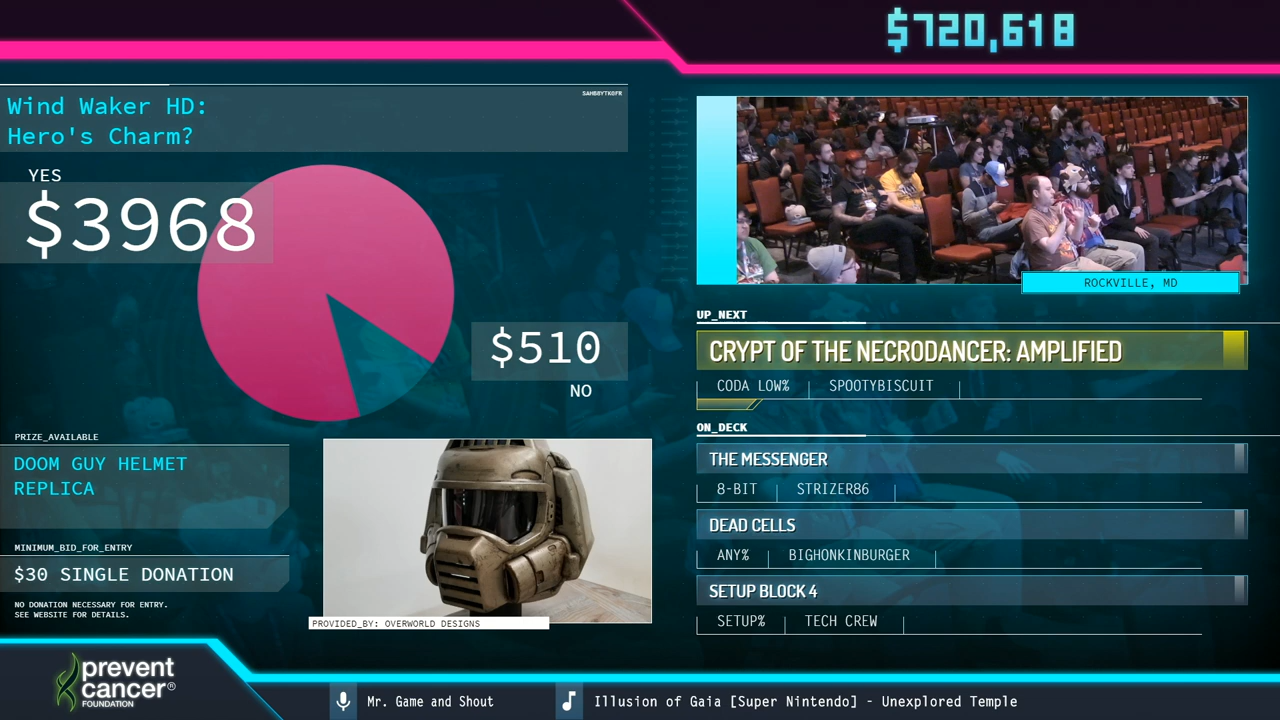 $720,618
Wind Waker HD:
Hero's Charm?
YES
$3968
$510
NO
PRIZE_AVAILABLE
DOOM GUY HELMET
REPLICA
MINIMUM_BID_FOR_ENTRY
$30 SINGLE DONATION
NO DONATION NECESSARY FOR ENTRY.
SEE WEBSITE FOR DETAILS.
PROVIDED_BY: OVERWORLD DESIGNS
ROCKVILLE, MD
UP_NEXT
CRYPT OF THE NECRODANCER: AMPLIFIED
CODA LOW% SPOOTYBISCUIT
ON_DECK
THE MESSENGER
8-BIT STRIZER86
DEAD CELLS
ANY% BIGHONKINBURGER
SETUP BLOCK 4
SETUP% TECH CREW
prevent
cancer®
FOUNDATION
Mr. Game and Shout
Illusion of Gaia [Super Nintendo] - Unexplored Temple